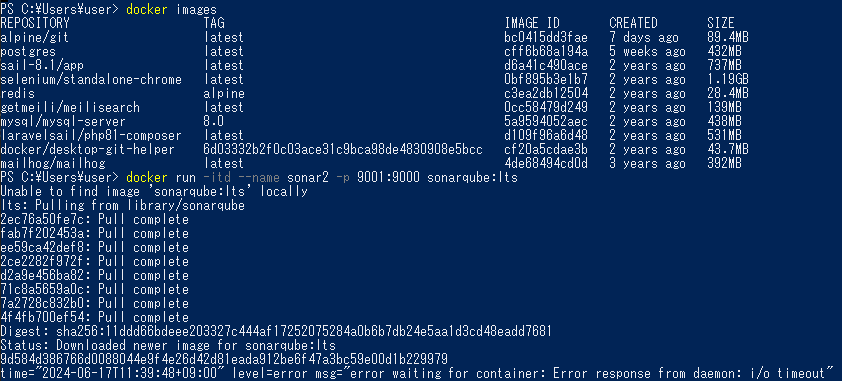 PS C:¥Users¥user> docker images
REPOSITORY TAG IMAGE ID CREATED SIZE
alpine/git latest bc0415dd3fae 7 days ago 89.4MB
postgres latest cff6b68a194a 5 weeks ago 432MB
sail-8.1/app latest d6a41c490ace 2 years ago 737MB
selenium/standalone-chrome latest 0bf895b3e1b7 2 years ago 1.19GB
redis alpine c3ea2db12504 2 years ago 28.4MB
getmeili/meilisearch latest 0cc58479d249 2 years ago 139MB
mysql/mysql-server 8.0 5a9594052aec 2 years ago 438MB
laravelsail/php81-composer latest d109f96a6d48 2 years ago 531MB
docker/desktop-git-helper 6d03332b2f0c03ace31c9bca98de4830908e5bcc cf20a5cdae3b 2 years ago 43.7MB
mailhog/mailhog latest 4de68494cd0d 3 years ago 392MB
PS C:¥Users¥user> docker run -itd --name sonar2 -p 9001:9000 sonarqube:lts
Unable to find image 'sonarqube:lts' locally
lts: Pulling from library/sonarqube
2ec76a50fe7c: Pull complete
fab7f202453a: Pull complete
ee59ca42def8: Pull complete
2ce2282f972f: Pull complete
d2a9e456ba82: Pull complete
71c8a5659a0c: Pull complete
7a2728c832b0: Pull complete
4f4fb700ef54: Pull complete
Digest: sha256:11ddd66bdeee203327c444af17252075284a0b6b7db24e5aa1d3cd48eadd7681
Status: Downloaded newer image for sonarqube:lts
9d584d386766d0088044e9f4e26d42d81eada912be6f47a3bc59e00d1b229979
time="2024-06-17T11:39:48+09:00" level=error msg="error waiting for container: Error response from daemon: i/o timeout"